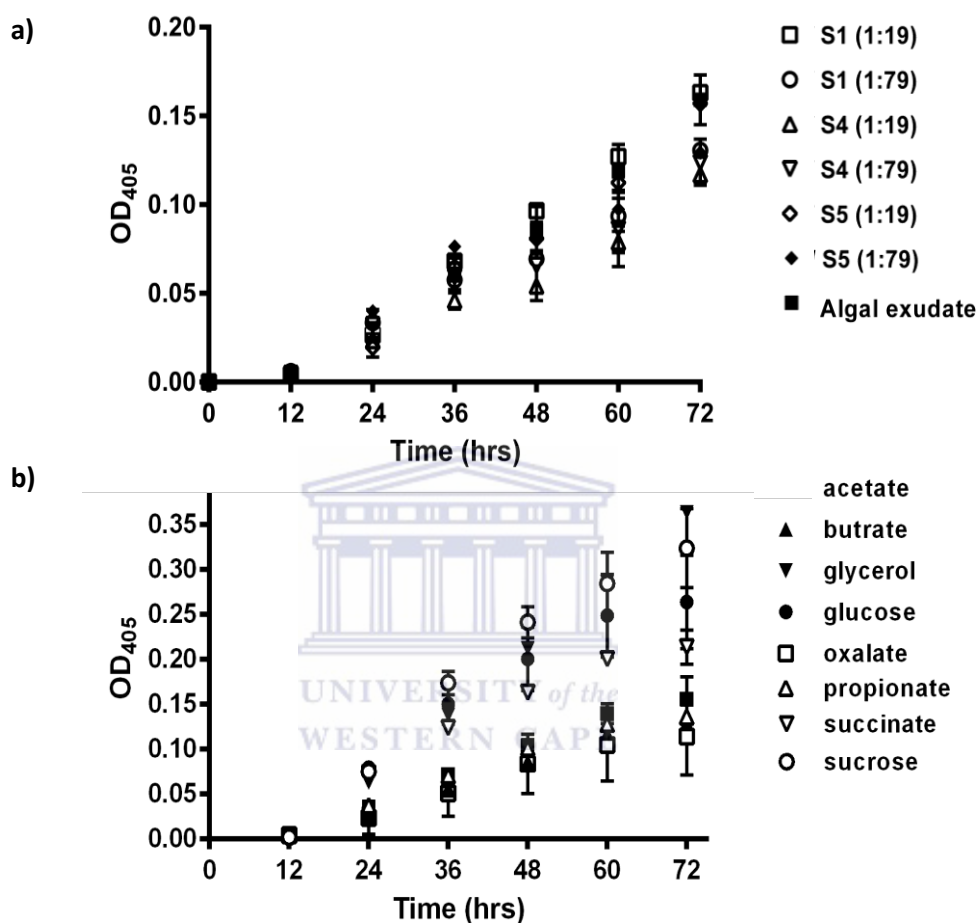 a)
0.20
0.15
0.10
0.05
0.00
OD405
0 12 24 36 48 60 72
Time (hrs)
S1 (1:19)
S1 (1:79)
S4 (1:19)
S4 (1:79)
S5 (1:19)
S5 (1:79)
Algal exudate
b)
0.35
0.30
0.25
0.20
0.15
0.10
0.05
0.00
OD405
0 12 24 36 48 60 72
Time (hrs)
acetate
butrate
glycerol
glucose
oxalate
propionate
succinate
sucrose
UNIVERSITY of the
WESTERN CAP